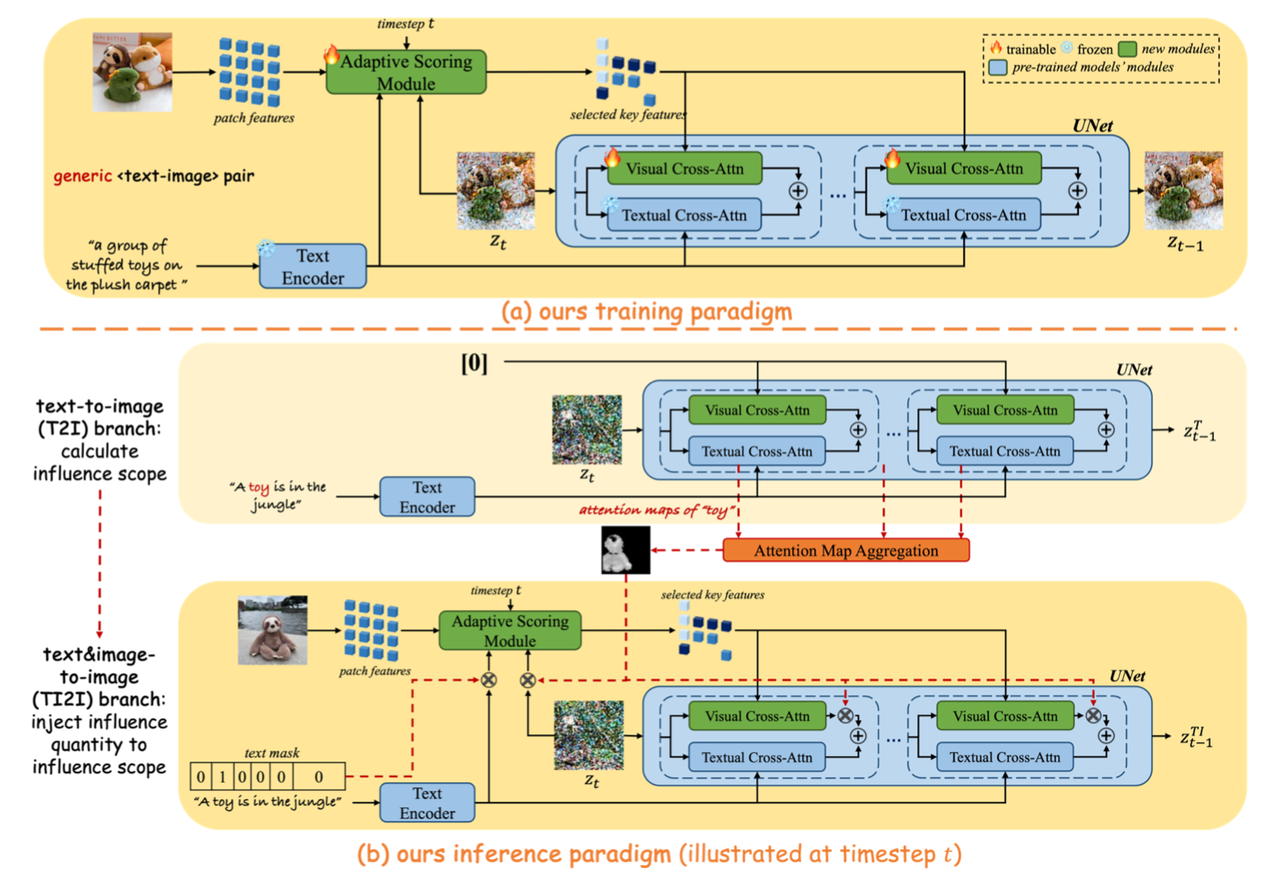 timestep t
Adaptive Scoring
Module
patch features
selected key features
trainable
frozen
new modules
pre-trained models' modules
UNet
generic <text-image> pair
Visual Cross-Attn
Visual Cross-Attn
...
Textual Cross-Attn
Textual Cross-Attn
z_t
z_{t-1}
"a group of
stuffed toys on
the plush carpet "
Text
Encoder
(a) ours training paradigm
text-to-image
(T2I) branch:
calculate
influence scope
[0]
UNet
Visual Cross-Attn
Visual Cross-Attn
...
Textual Cross-Attn
Textual Cross-Attn
z_t
z^T_{t-1}
"A toy is in the
jungle"
Text
Encoder
attention maps of "toy"
Attention Map Aggregation
text&image-
to-image
(TI2I) branch:
inject influence
quantity to
influence scope
timestep t
Adaptive Scoring
Module
patch features
selected key features
UNet
Visual Cross-Attn
Visual Cross-Attn
...
Textual Cross-Attn
Textual Cross-Attn
z_t
z^{TI}_{t-1}
text mask
0 1 0 0 0 0
"A toy is in the jungle"
Text
Encoder
(b) ours inference paradigm (illustrated at timestep t)